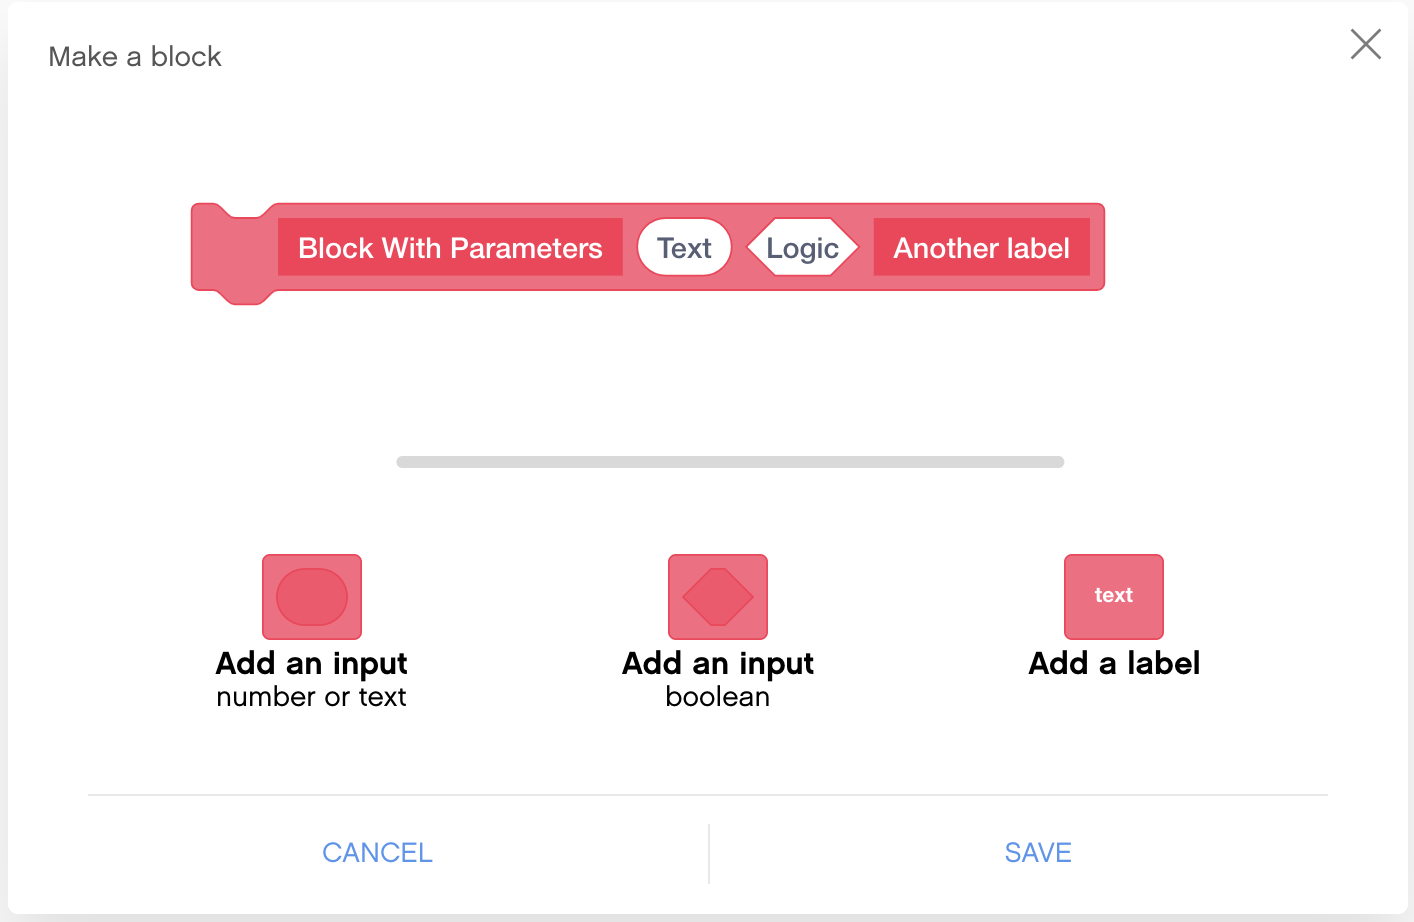 Make a block
Block With Parameters Text Logic Another label
text
Add an input
number or text
Add an input
boolean
Add a label
CANCEL
SAVE